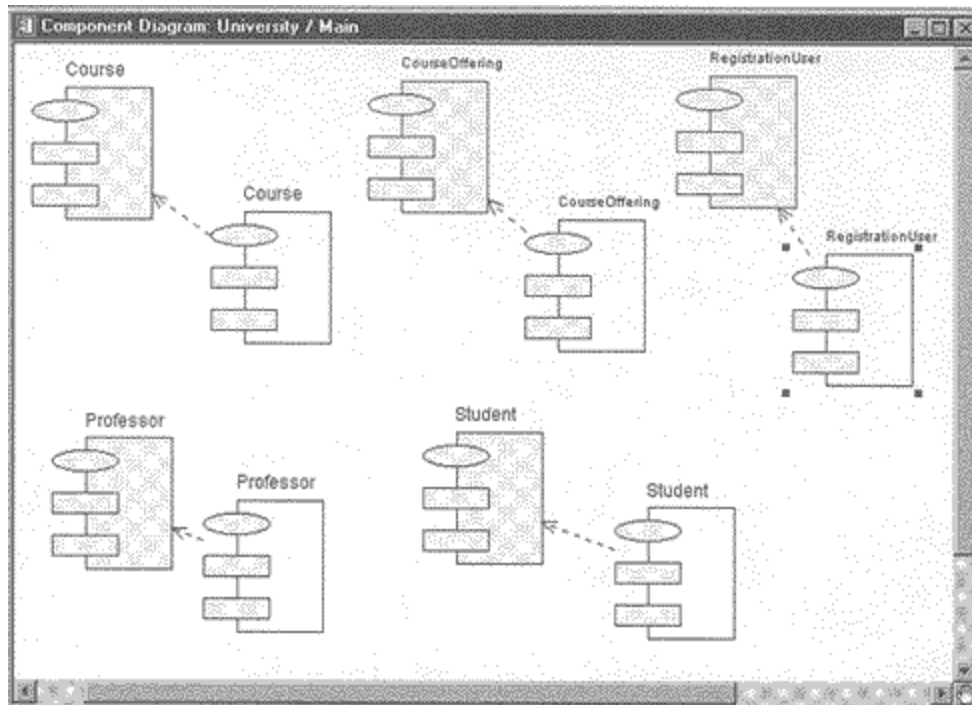 Component Diagram: University / Main
Course
CourseOffering
RegistrationUser
Course
CourseOffering
RegistrationUser
Professor
Student
Professor
Student